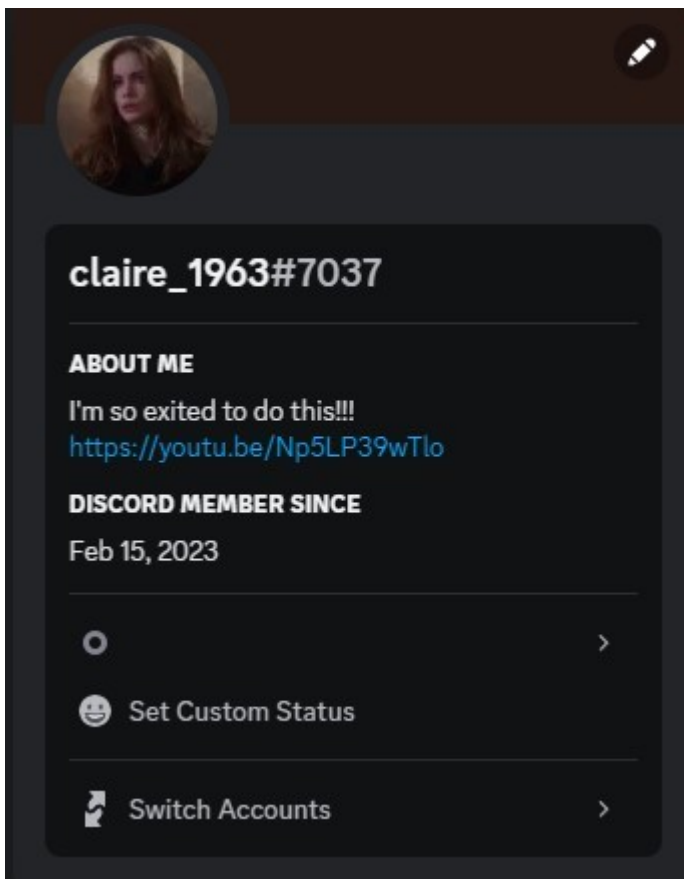 claire_1963#7037
ABOUT ME
I'm so exited to do this!!!
https://youtu.be/Np5LP39wTlo
DISCORD MEMBER SINCE
Feb 15, 2023
Set Custom Status
Switch Accounts